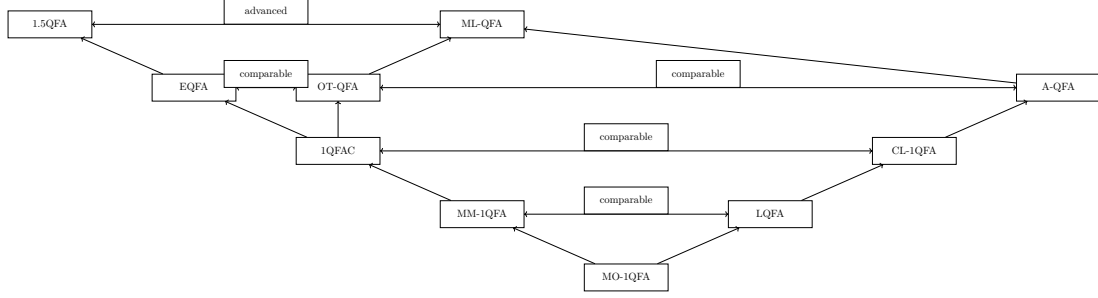 advanced
1.5QFA
ML-QFA
comparable
comparable
EQFA
OT-QFA
A-QFA
comparable
1QFAC
CL-1QFA
comparable
MM-1QFA
LQFA
MO-1QFA